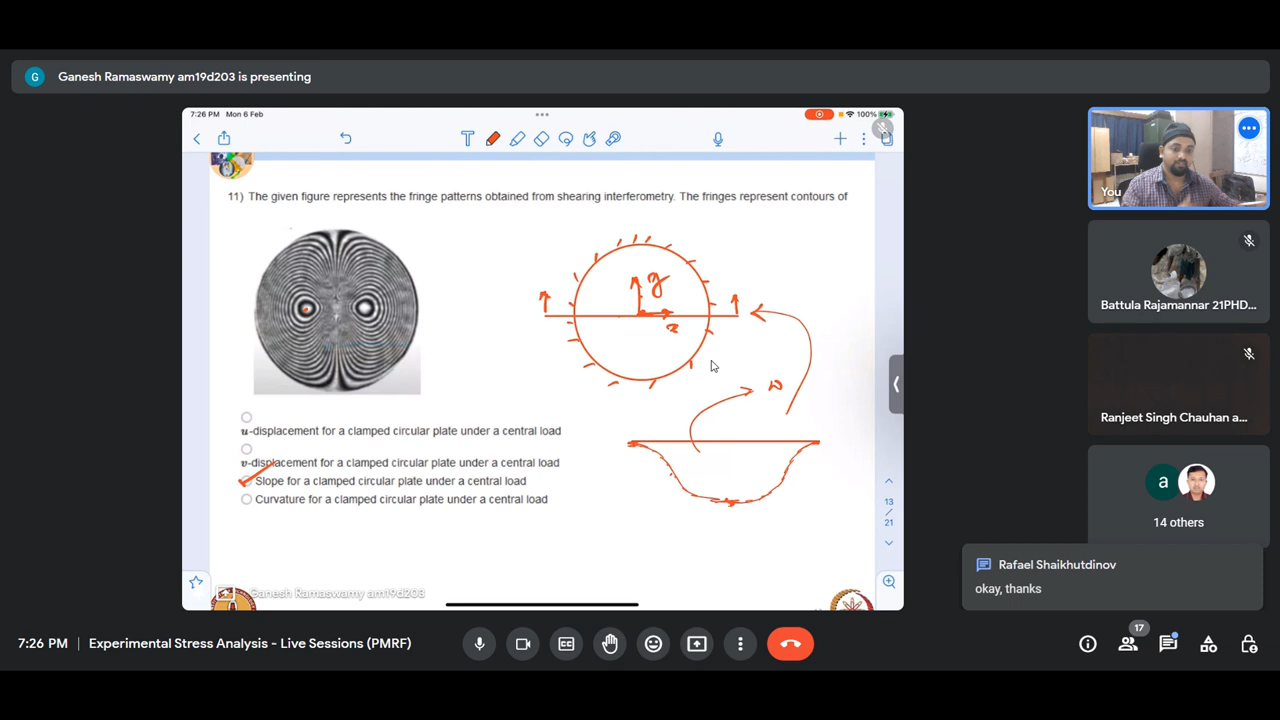 G Ganesh Ramaswamy am19d203 is presenting
7:26 PM Mon 6 Feb
100%
T
11) The given figure represents the fringe patterns obtained from shearing interferometry. The fringes represent contours of
y
x
w
u-displacement for a clamped circular plate under a central load
v-displacement for a clamped circular plate under a central load
Slope for a clamped circular plate under a central load
Curvature for a clamped circular plate under a central load
13
/
21
Ganesh Ramaswamy am19d203
You
Battula Rajamannar 21PHD...
Ranjeet Singh Chauhan a...
a
14 others
Rafael Shaikhutdinov
okay, thanks
7:26 PM | Experimental Stress Analysis - Live Sessions (PMRF)
CC
17